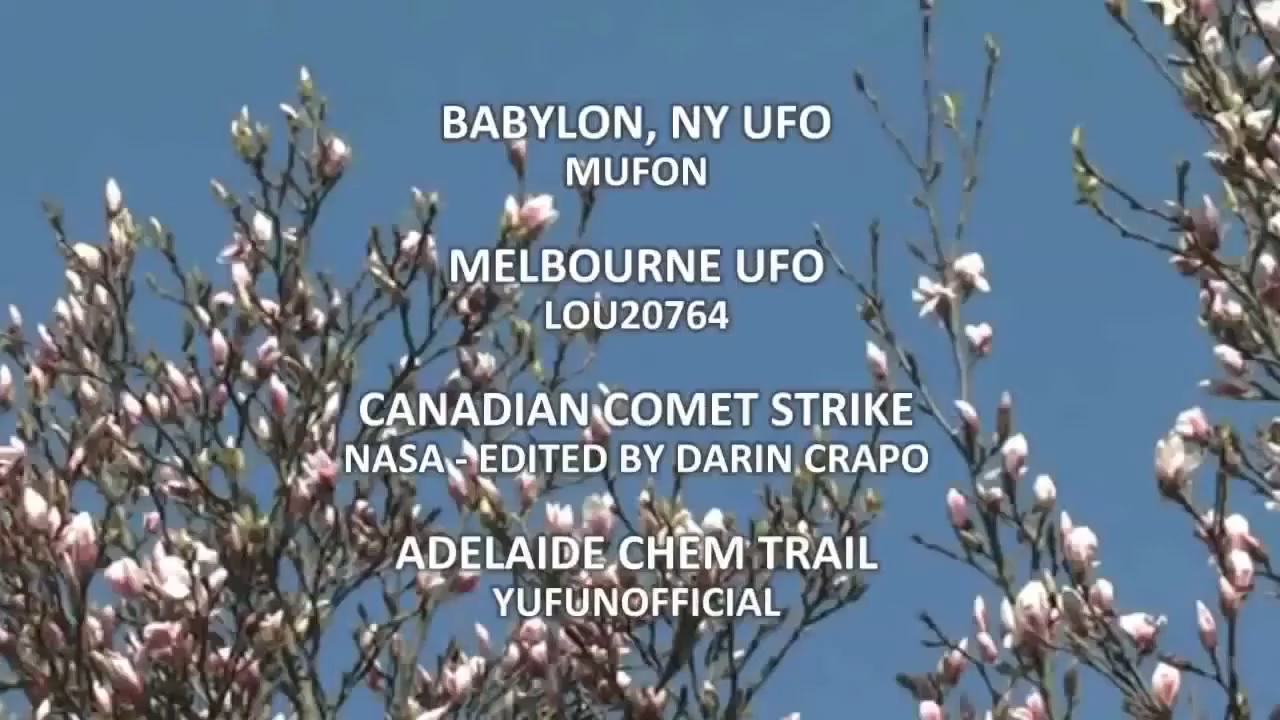 BABYLON, NY UFO
MUFON
MELBOURNE UFO
LOU20764
CANADIAN COMET STRIKE
NASA - EDITED BY DARIN CRAPO
ADELAIDE CHEM TRAIL
YUFUNOFFICIAL